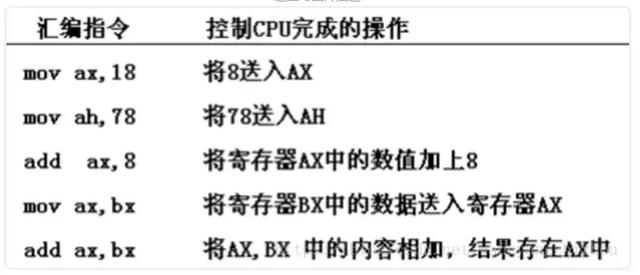 汇编指令 控制CPU完成的操作
mov ax,18 将8送入AX
mov ah,78 将78送入AH
add ax,8 将寄存器AX中的数值加上8
mov ax,bx 将寄存器BX中的数据送入寄存器AX
add ax,bx 将AX,BX 中的内容相加，结果存在AX中